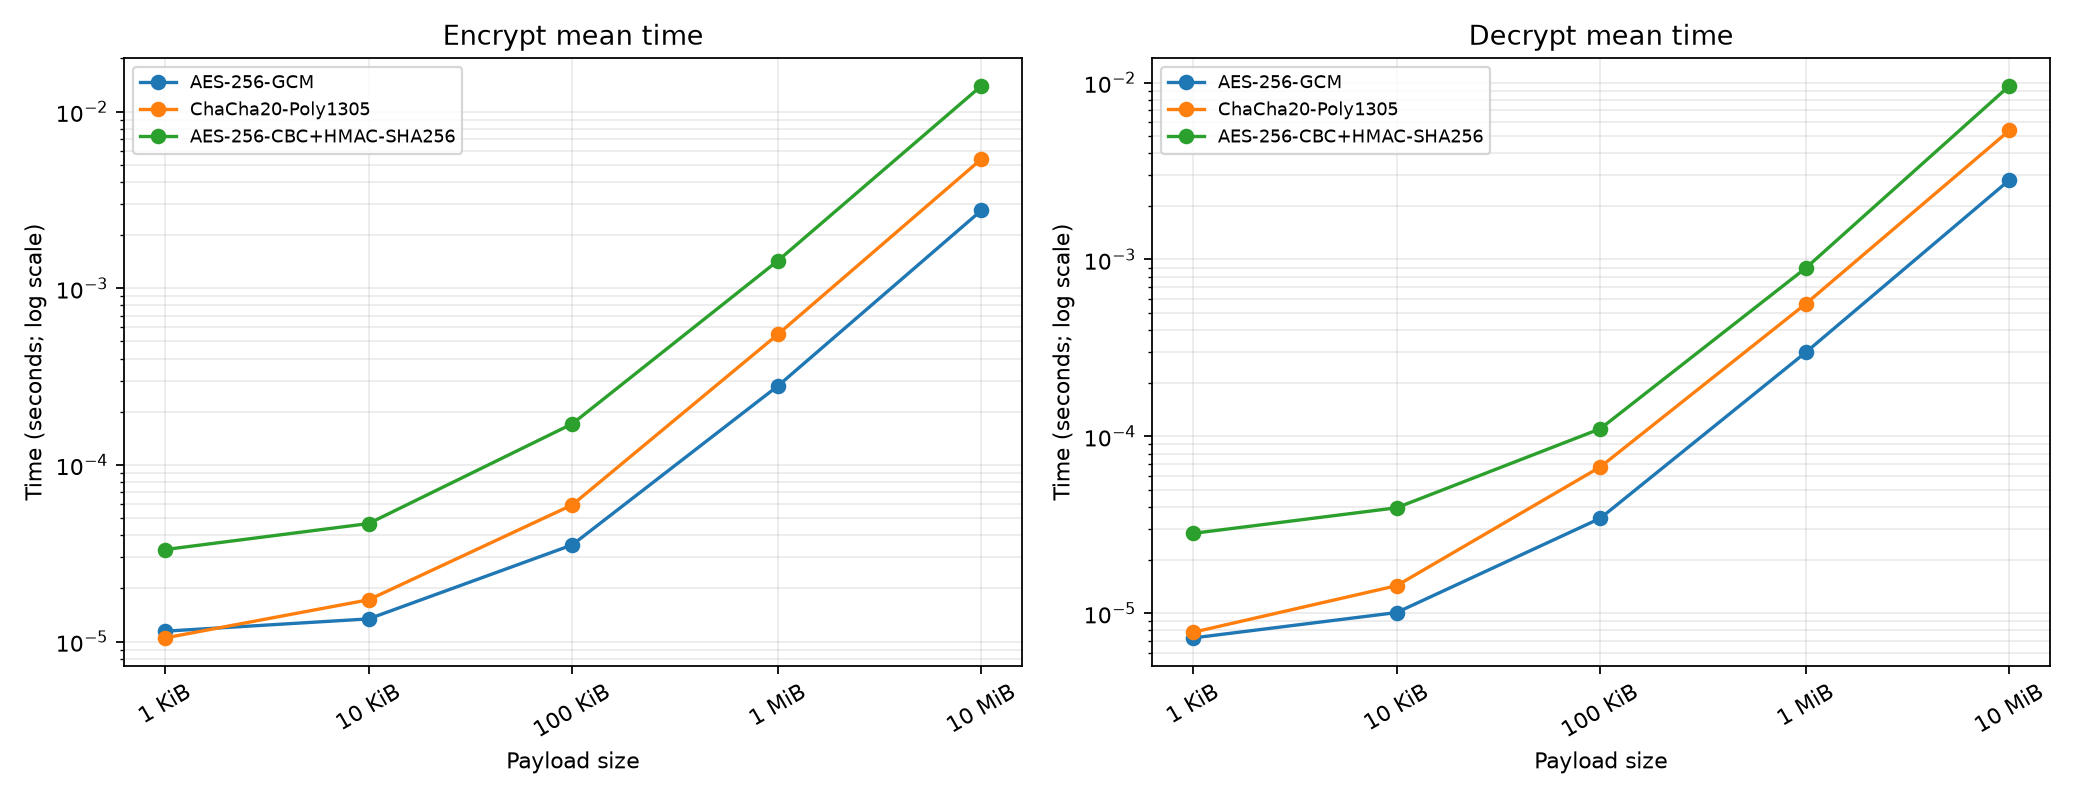 Encrypt mean time
AES-256-GCM
ChaCha20-Poly1305
AES-256-CBC+HMAC-SHA256
Time (seconds; log scale)
10⁻²
10⁻³
10⁻⁴
10⁻⁵
1 KiB
10 KiB
100 KiB
1 MiB
10 MiB
Payload size
Decrypt mean time
AES-256-GCM
ChaCha20-Poly1305
AES-256-CBC+HMAC-SHA256
Time (seconds; log scale)
10⁻²
10⁻³
10⁻⁴
10⁻⁵
1 KiB
10 KiB
100 KiB
1 MiB
10 MiB
Payload size